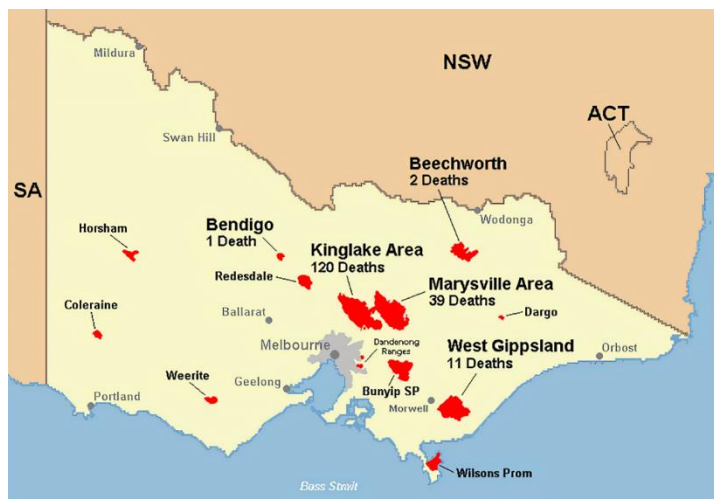 Mildura
NSW
ACT
Swan Hill
Beechworth
2 Deaths
SA
Wodonga
Horsham
Bendigo
1 Death
Kinglake Area
120 Deaths
Redesdale
Marysville Area
39 Deaths
Coleraine
Ballarat
Dargo
Melbourne
Dandenong
Ranges
West Gippsland
11 Deaths
Orbost
Weerite
Geelong
Bunyip SP
Portland
Morwell
Wilsons Prom
Bass Strait